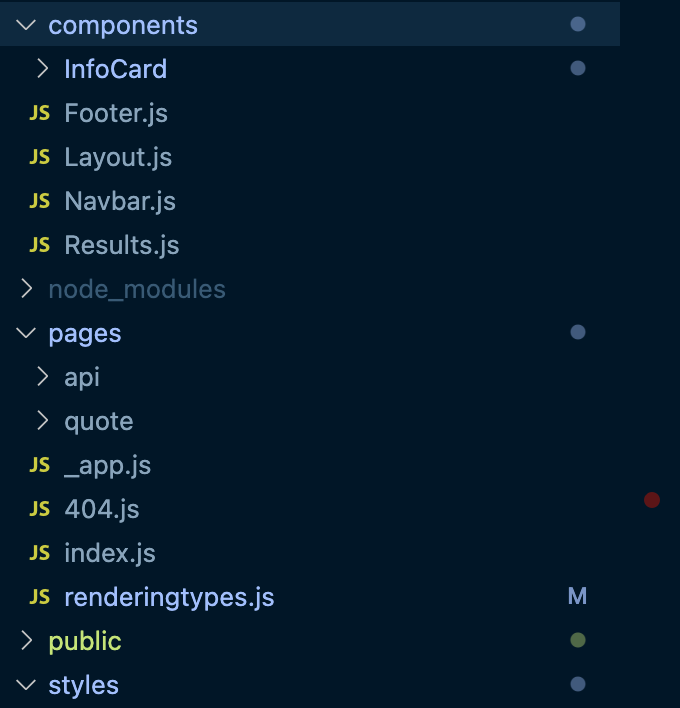 components
InfoCard
JS Footer.js
JS Layout.js
JS Navbar.js
JS Results.js
node_modules
pages
api
quote
JS _app.js
JS 404.js
JS index.js
JS renderingtypes.js M
public
styles